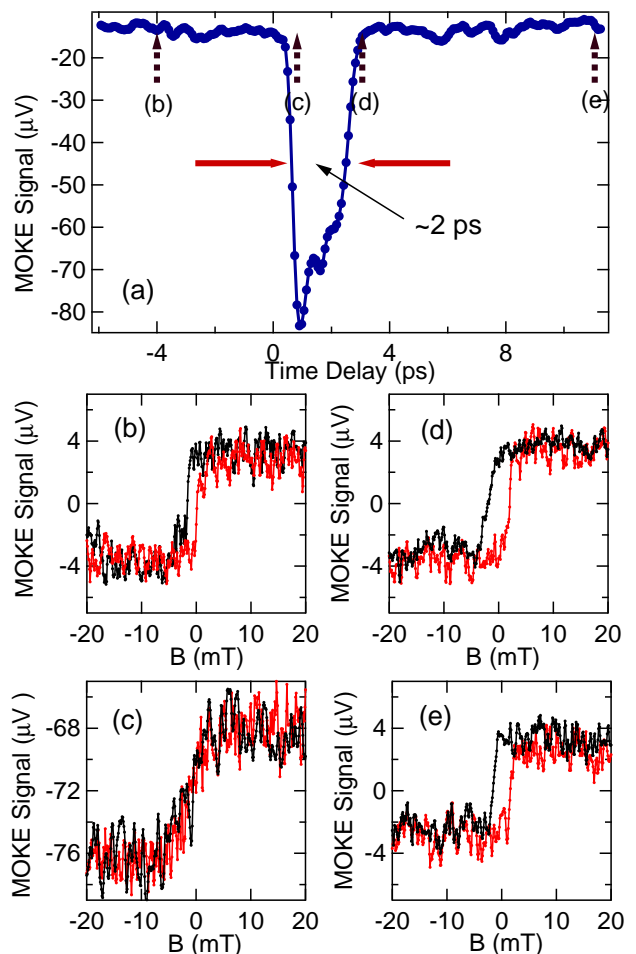 (a)
MOKE Signal (µV)
-20
-30
-40
-50
-60
-70
-80
(b)
(c)
(d)
(e)
~2 ps
-4
0
4
8
Time Delay (ps)
(b)
MOKE Signal (µV)
4
0
-4
-20
-10
0
10
20
B (mT)
(d)
MOKE Signal (µV)
4
0
-4
-20
-10
0
10
20
B (mT)
(c)
MOKE Signal (µV )
-68
-72
-76
-20
-10
0
10
20
B (mT)
(e)
MOKE Signal (µV)
4
0
-4
-20
-10
0
10
20
B (mT)